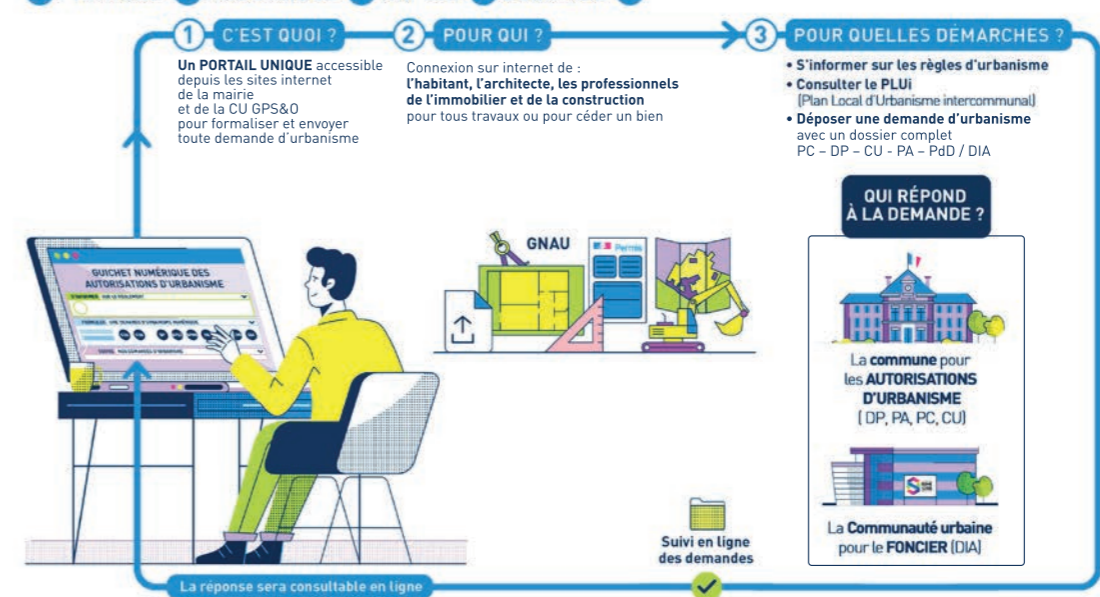 1 C'EST QUOI ?
Un PORTAIL UNIQUE accessible
depuis les sites internet
de la mairie
et de la CU GPS&O
pour formaliser et envoyer
toute demande d'urbanisme
2 POUR QUI ?
Connexion sur internet de :
l'habitant, l'architecte, les professionnels
de l'immobilier et de la construction
pour tous travaux ou pour céder un bien
3 POUR QUELLES DÉMARCHES ?
• S'informer sur les règles d'urbanisme
• Consulter le PLUi
(Plan Local d'Urbanisme intercommunal)
• Déposer une demande d'urbanisme
avec un dossier complet
PC – DP – CU - PA – PdD / DIA
QUI RÉPOND
À LA DEMANDE ?
La commune pour
les AUTORISATIONS
D'URBANISME
( DP, PA, PC, CU)
La Communauté urbaine
pour le FONCIER (DIA)
GUICHET NUMÉRIQUE DES
AUTORISATIONS D'URBANISME
S'INFORMER SUR LE RÈGLEMENT
GNAU
Permis
Suivi en ligne
des demandes
La réponse sera consultable en ligne